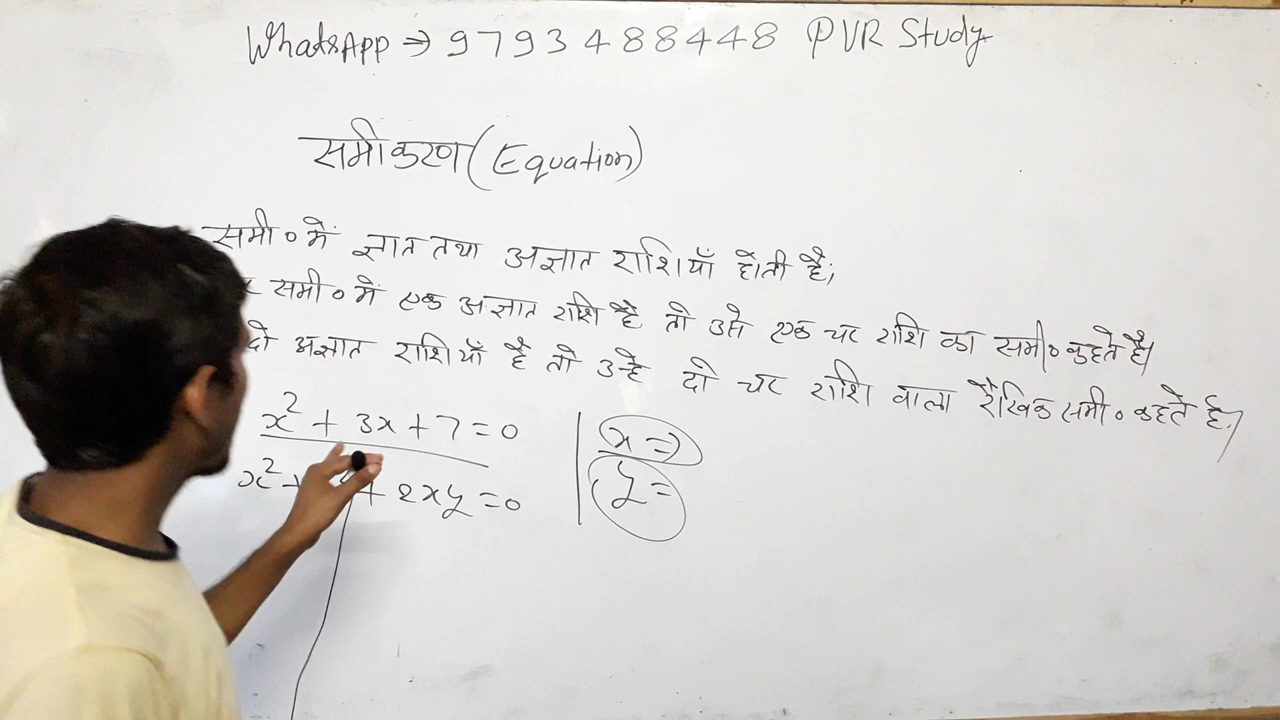 WhatsApp ⇒ 9793488448 PVR Study
समीकरण (Equation)
समी० में ज्ञात तथा अज्ञात राशियाँ होती है,
समी० में एक अज्ञात राशि है तो उसे एक चर राशि का समी० कहते है।
दो अज्ञात राशियाँ है तो उन्हे दो चर राशि वाला रैखिक समी० कहते है।
x² + 3x + 7 = 0
x² + + 2xy = 0
x =>
y =